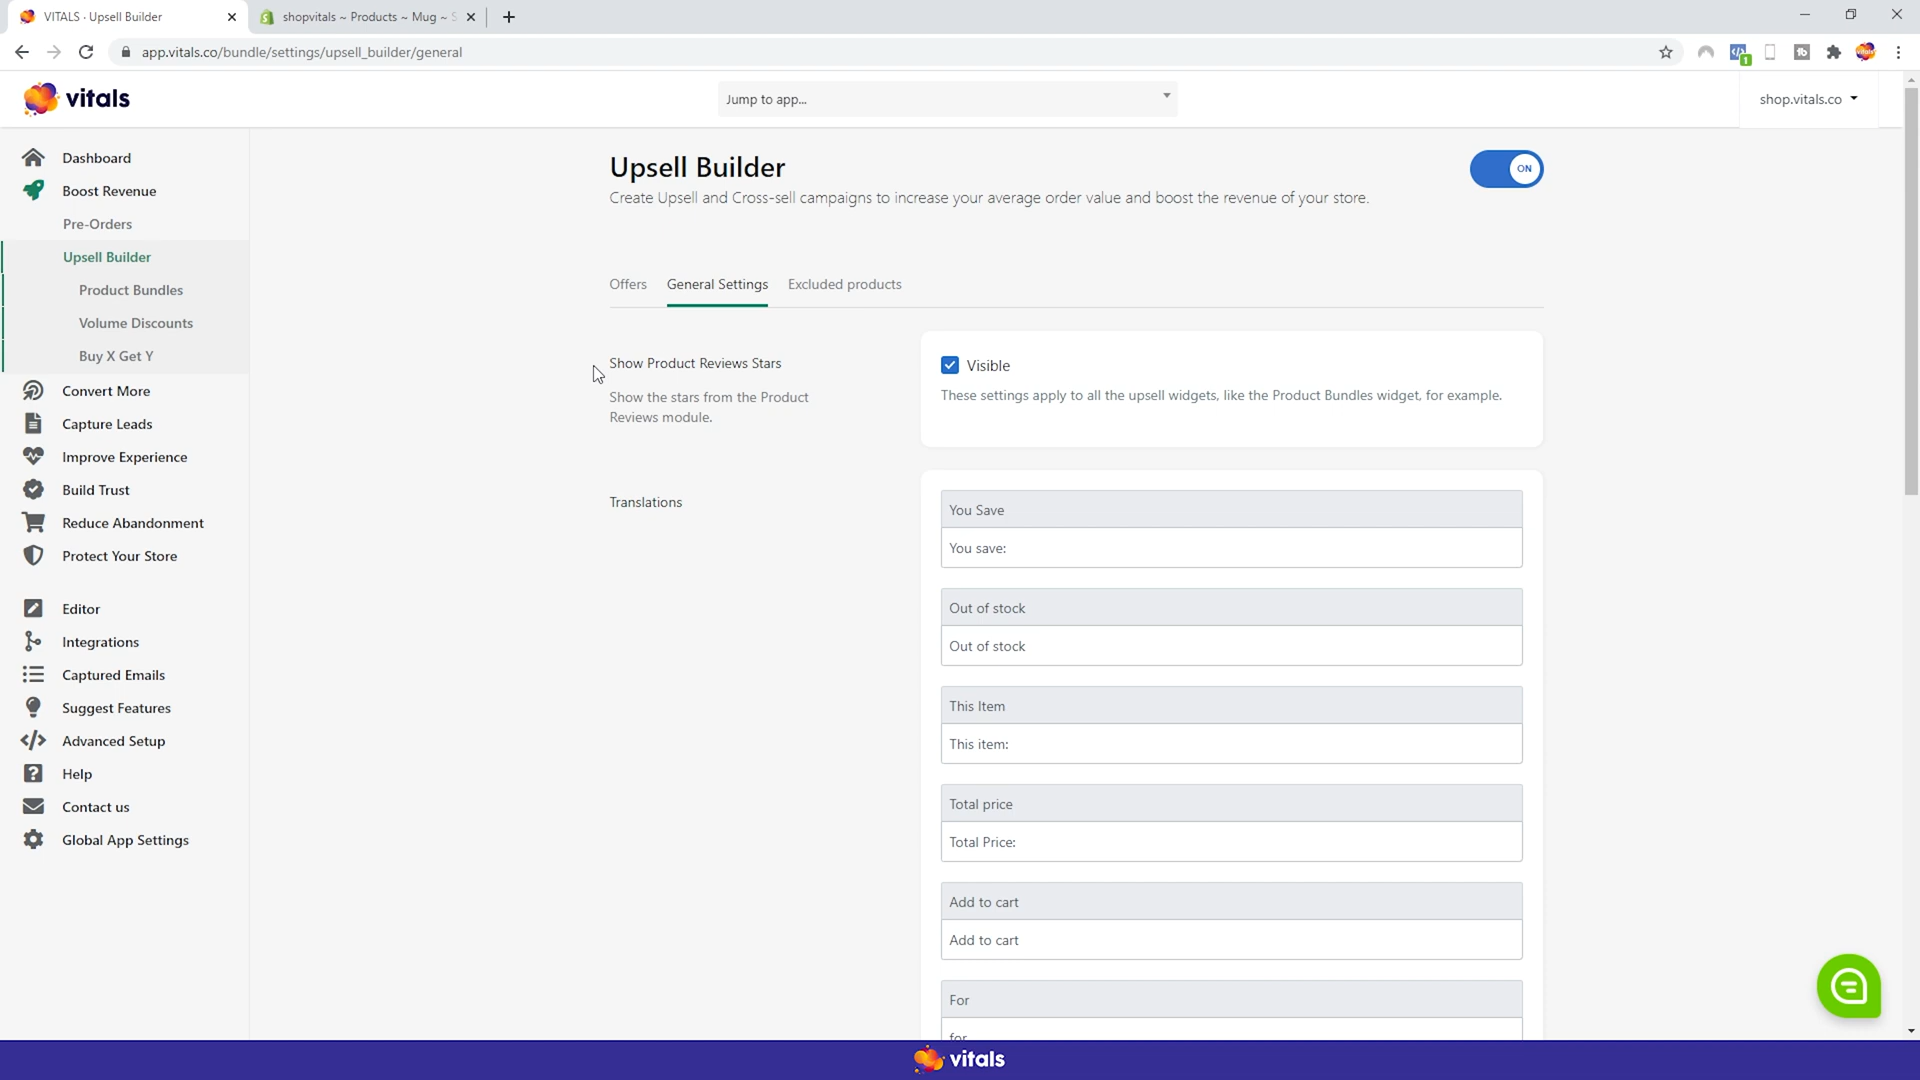 VITALS · Upsell Builder
shopvitals ~ Products ~ Mug ~ S
app.vitals.co/bundle/settings/upsell_builder/general
1
vitals
Jump to app...
shop.vitals.co
Dashboard
Boost Revenue
Pre-Orders
Upsell Builder
Product Bundles
Volume Discounts
Buy X Get Y
Convert More
Capture Leads
Improve Experience
Build Trust
Reduce Abandonment
Protect Your Store
Editor
Integrations
Captured Emails
Suggest Features
Advanced Setup
Help
Contact us
Global App Settings
Upsell Builder
ON
Create Upsell and Cross-sell campaigns to increase your average order value and boost the revenue of your store.
Offers
General Settings
Excluded products
Show Product Reviews Stars
Show the stars from the Product
Reviews module.
Visible
These settings apply to all the upsell widgets, like the Product Bundles widget, for example.
Translations
You Save
You save:
Out of stock
Out of stock
This Item
This item:
Total price
Total Price:
Add to cart
Add to cart
For
for
vitals